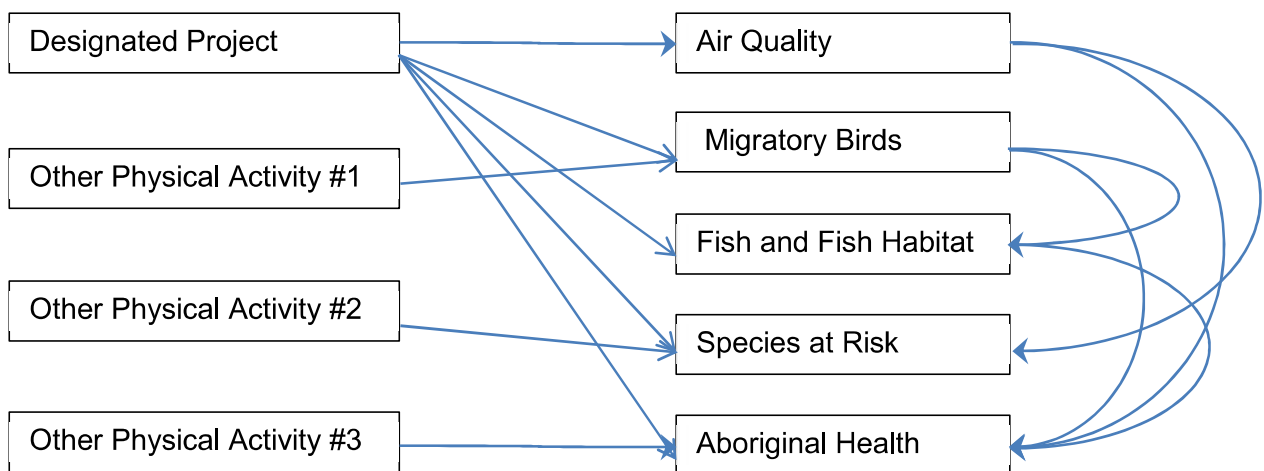 Designated Project
Air Quality
Migratory Birds
Other Physical Activity #1
Fish and Fish Habitat
Other Physical Activity #2
Species at Risk
Other Physical Activity #3
Aboriginal Health